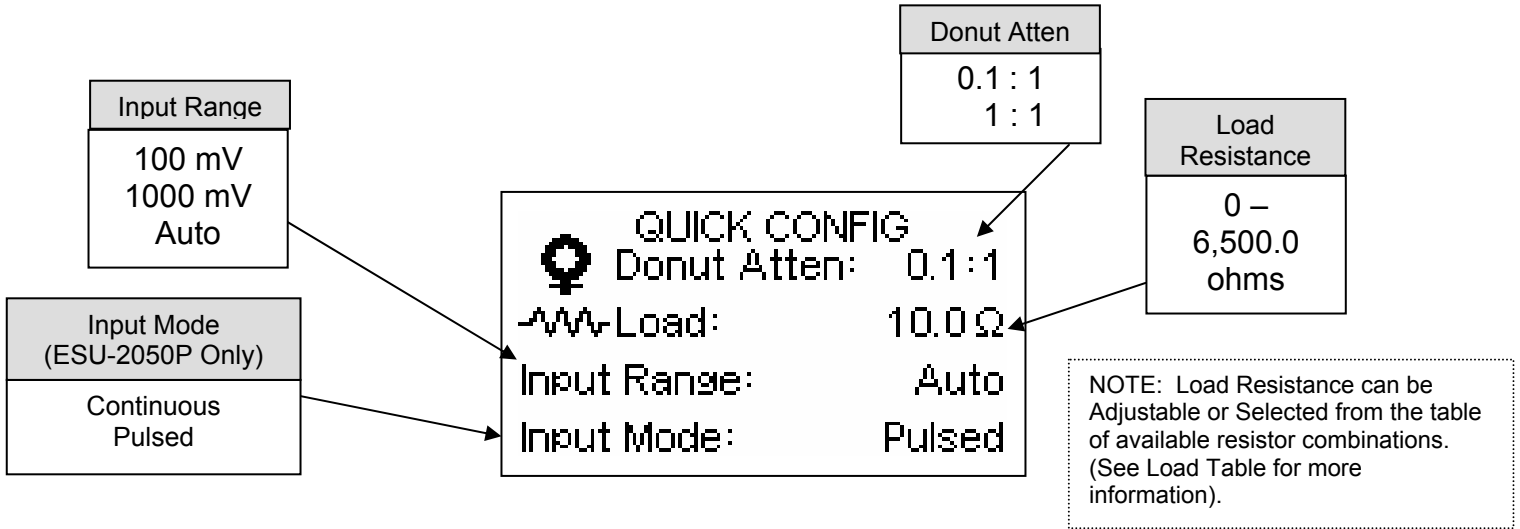 Donut Atten
0.1 : 1
1 : 1
Input Range
100 mV
1000 mV
Auto
Load
Resistance
0 –
6,500.0
ohms
QUICK CONFIG
Donut Atten: 0.1:1
Load: 10.0 Ω
Input Range: Auto
Input Mode: Pulsed
Input Mode
(ESU-2050P Only)
Continuous
Pulsed
NOTE: Load Resistance can be
Adjustable or Selected from the table
of available resistor combinations.
(See Load Table for more
information).